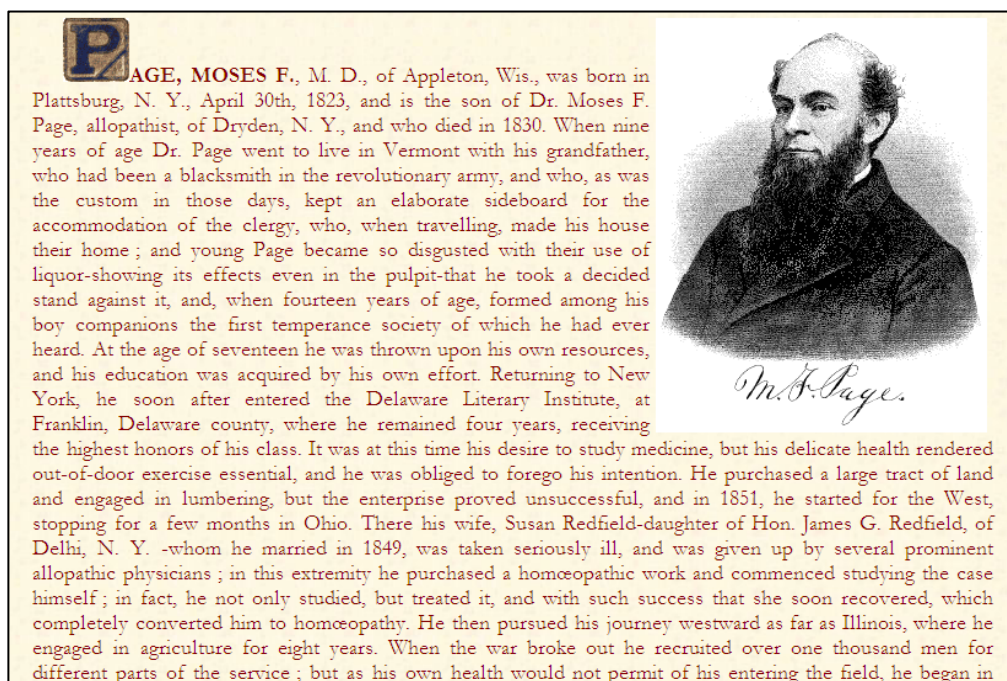 PAGE, MOSES F., M. D., of Appleton, Wis., was born in
Plattsburg, N. Y., April 30th, 1823, and is the son of Dr. Moses F.
Page, allopathist, of Dryden, N. Y., and who died in 1830. When nine
years of age Dr. Page went to live in Vermont with his grandfather,
who had been a blacksmith in the revolutionary army, and who, as was
the custom in those days, kept an elaborate sideboard for the
accommodation of the clergy, who, when travelling, made his house
their home ; and young Page became so disgusted with their use of
liquor-showing its effects even in the pulpit-that he took a decided
stand against it, and, when fourteen years of age, formed among his
boy companions the first temperance society of which he had ever
heard. At the age of seventeen he was thrown upon his own resources,
and his education was acquired by his own effort. Returning to New
York, he soon after entered the Delaware Literary Institute, at
Franklin, Delaware county, where he remained four years, receiving
the highest honors of his class. It was at this time his desire to study medicine, but his delicate health rendered
out-of-door exercise essential, and he was obliged to forego his intention. He purchased a large tract of land
and engaged in lumbering, but the enterprise proved unsuccessful, and in 1851, he started for the West,
stopping for a few months in Ohio. There his wife, Susan Redfield-daughter of Hon. James G. Redfield, of
Delhi, N. Y. -whom he married in 1849, was taken seriously ill, and was given up by several prominent
allopathic physicians ; in this extremity he purchased a homœopathic work and commenced studying the case
himself ; in fact, he not only studied, but treated it, and with such success that she soon recovered, which
completely converted him to homœopathy. He then pursued his journey westward as far as Illinois, where he
engaged in agriculture for eight years. When the war broke out he recruited over one thousand men for
different parts of the service ; but as his own health would not permit of his entering the field, he began in
M. F. Page.